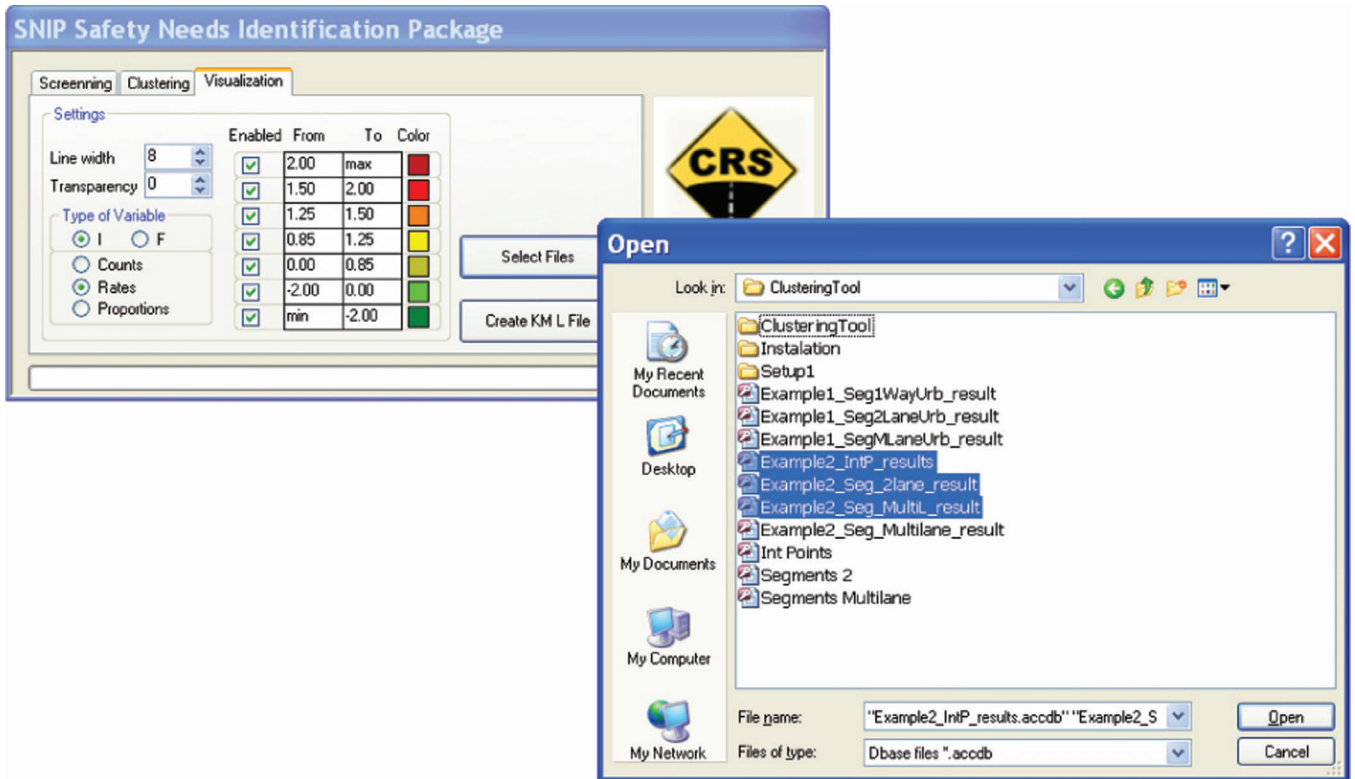 SNIP Safety Needs Identification Package
Screenning Clustering Visualization
Settings
Enabled From To Color
Line width 8
Transparency 0
2.00 max
1.50 2.00
1.25 1.50
0.85 1.25
0.00 0.85
-2.00 0.00
min -2.00
Type of Variable
I F
Counts
Rates
Proportions
Select Files
Create KM L File
CRS
Open
Look in: ClusteringTool
My Recent
Documents
Desktop
My Documents
My Computer
My Network
ClusteringTool
Instalation
Setup1
Example1_Seg1WayUrb_result
Example1_Seg2LaneUrb_result
Example1_SegMLaneUrb_result
Example2_IntP_results
Example2_Seg_2lane_result
Example2_Seg_MultiL_result
Example2_Seg_Multilane_result
Int Points
Segments 2
Segments Multilane
File name: "Example2_IntP_results.accdb" "Example2_S
Open
Files of type: Dbase files *.accdb
Cancel